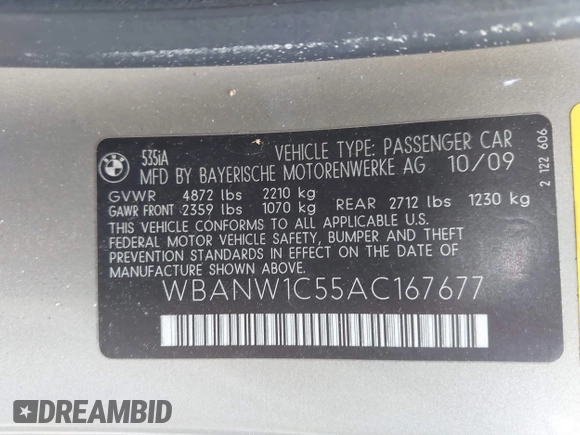 BMW
535iA
VEHICLE TYPE: PASSENGER CAR
MFD BY BAYERISCHE MOTORENWERKE AG 10/09
GVWR 4872 lbs 2210 kg
GAWR FRONT 2359 lbs 1070 kg REAR 2712 lbs 1230 kg
THIS VEHICLE CONFORMS TO ALL APPLICABLE U.S.
FEDERAL MOTOR VEHICLE SAFETY, BUMPER AND THEFT
PREVENTION STANDARDS IN EFFECT ON THE DATE OF
MANUFACTURE SHOWN ABOVE.
WBANW1C55AC167677
2 122 606
DREAMBID